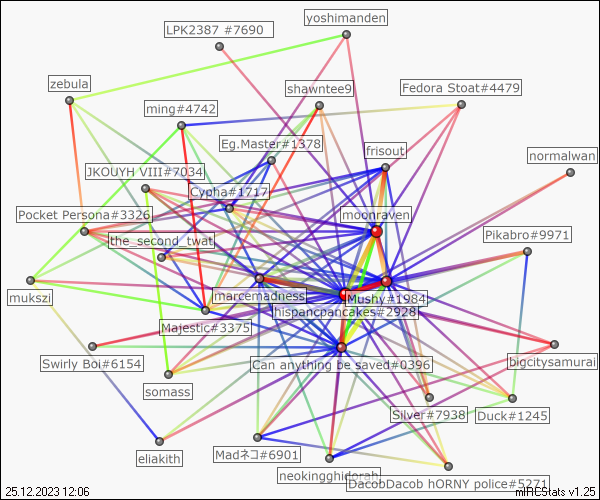 yoshimanden
LPK2387 #7690
zebula
shawntee9
Fedora Stoat#4479
ming#4742
Eg.Master#1378
frisout
normalwan
JKOUYH VIII#7034
Cypha#1717
Pocket Persona#3326
moonraven
the_second_twat
Pikabro#9971
mukszi
marcemadness
Mushy#1984
hispancpancakes#2928
Majestic#3375
Swirly Boi#6154
Can anything be saved#0396
bigcitysamurai
somass
Silver#7938
Duck#1245
eliakith
Madネコ#6901
neokingghidorah
DacobDacob hORNY police#5271
25.12.2023 12:06
mIRCStats v1.25